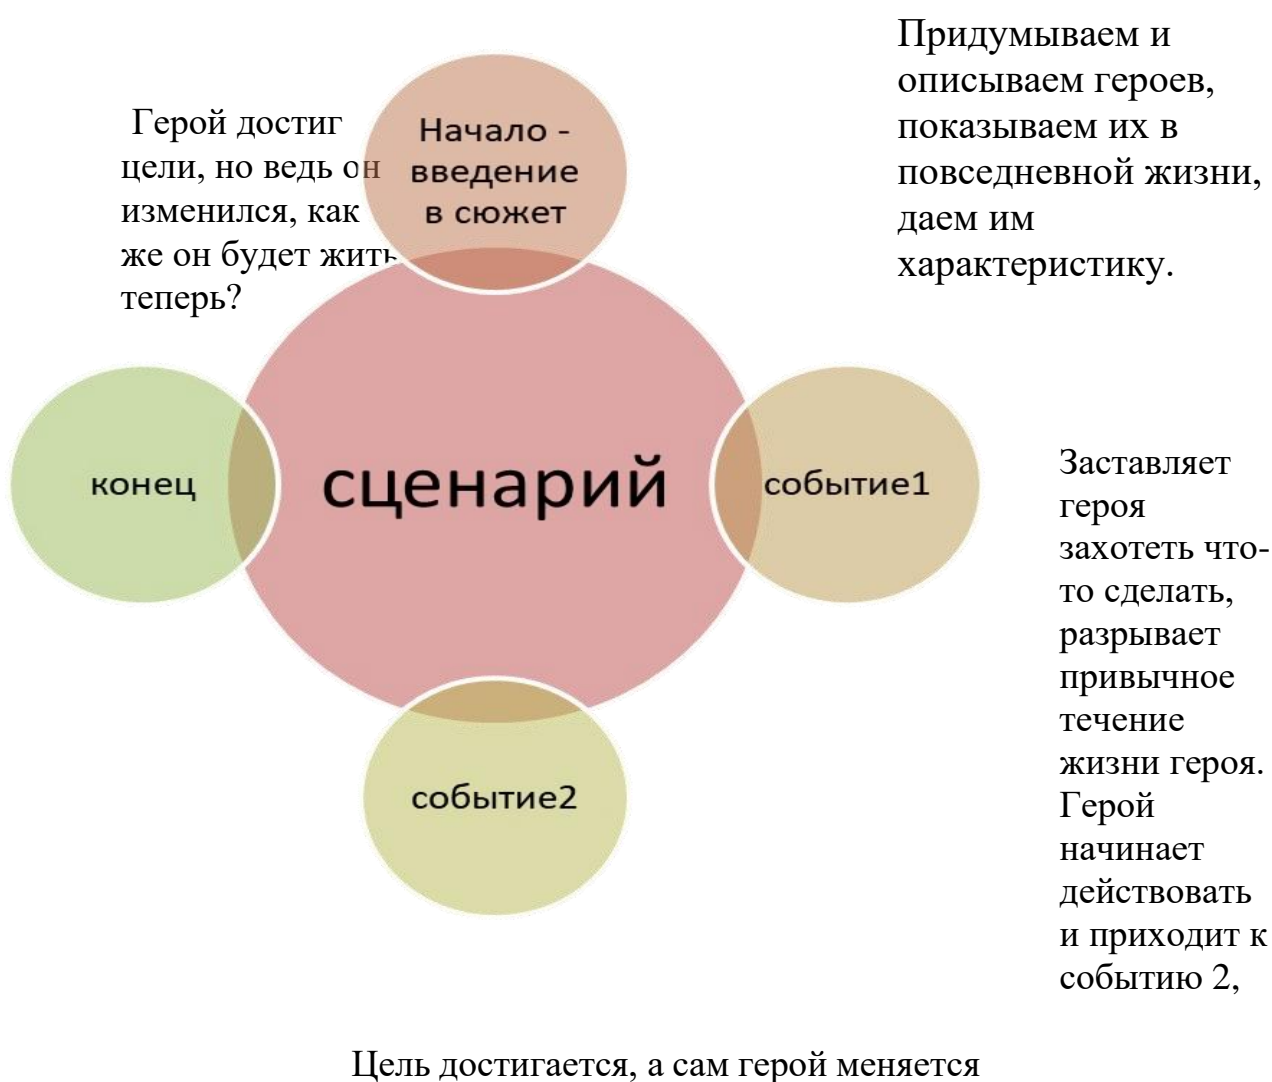 Придумываем и
описываем героев,
показываем их в
повседневной жизни,
даем им
характеристику.
Герой достиг
цели, но ведь он
изменился, как
же он будет жить
теперь?
Начало -
введение
в сюжет
конец
сценарий
событие1
Заставляет
героя
захотеть что-
то сделать,
разрывает
привычное
течение
жизни героя.
Герой
начинает
действовать
и приходит к
событию 2,
событие2
Цель достигается, а сам герой меняется